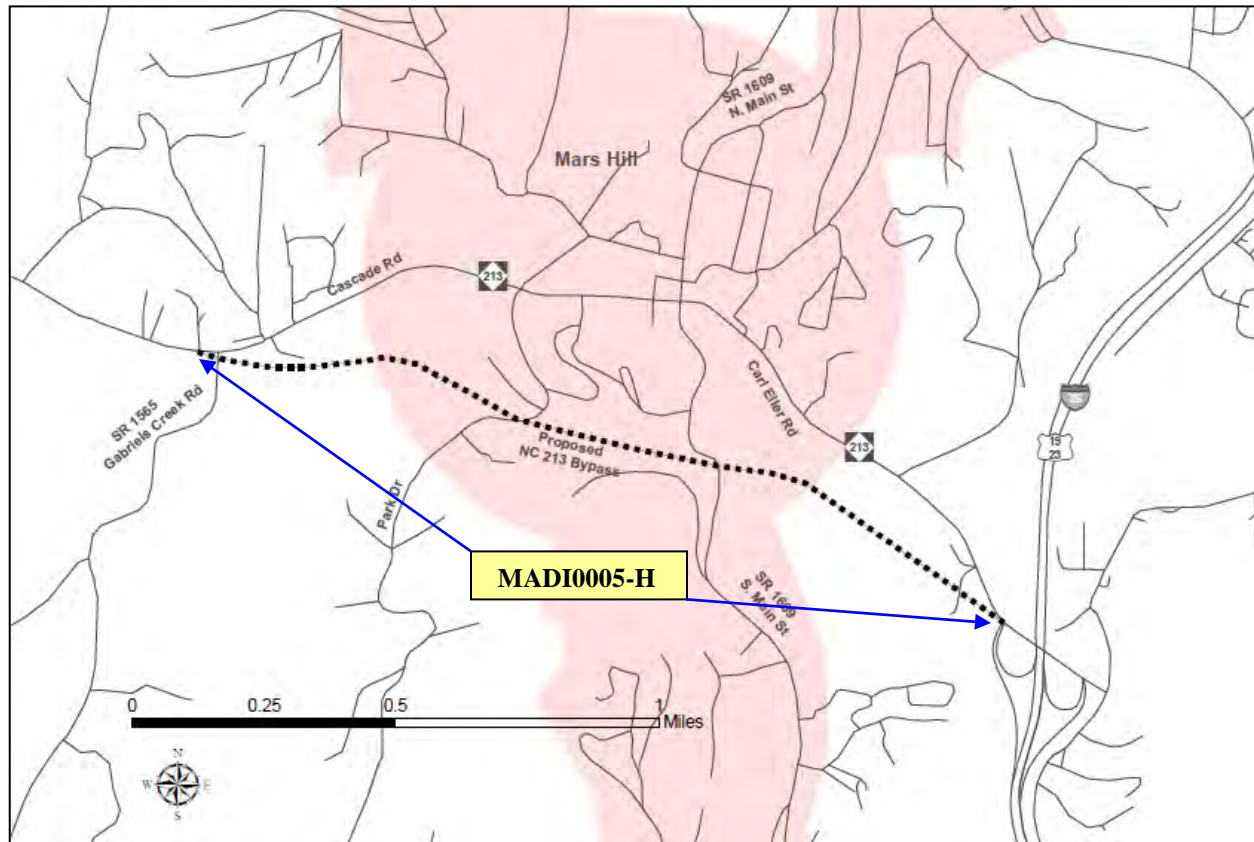 SR 1609
N. Main St
Mars Hill
Cascade Rd
213
SR 1565
Gabriels Creek Rd
Proposed
NC 213 Bypass
Park Dr
Carl Eller Rd
213
19
23
MADI0005-H
SR 1609
S. Main St
0 0.25 0.5 1
Miles
N
W E
S